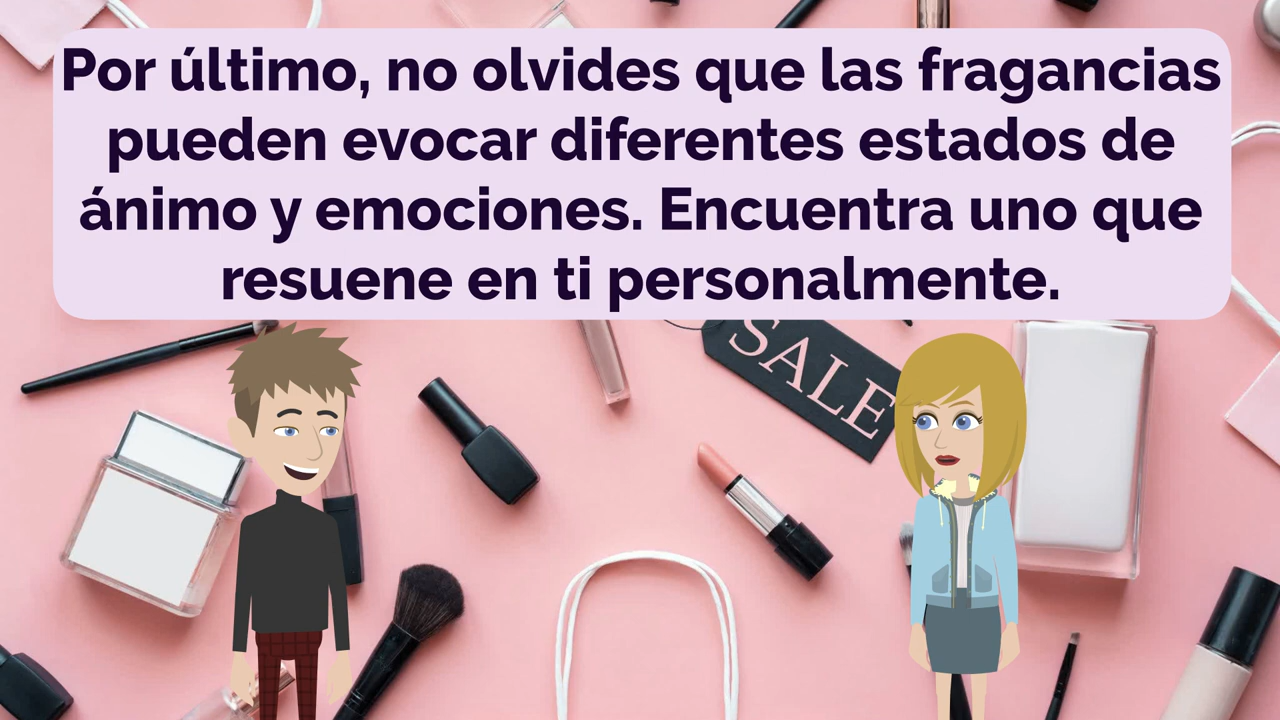 Por último, no olvides que las fragancias
pueden evocar diferentes estados de
ánimo y emociones. Encuentra uno que
resuene en ti personalmente.
SALE